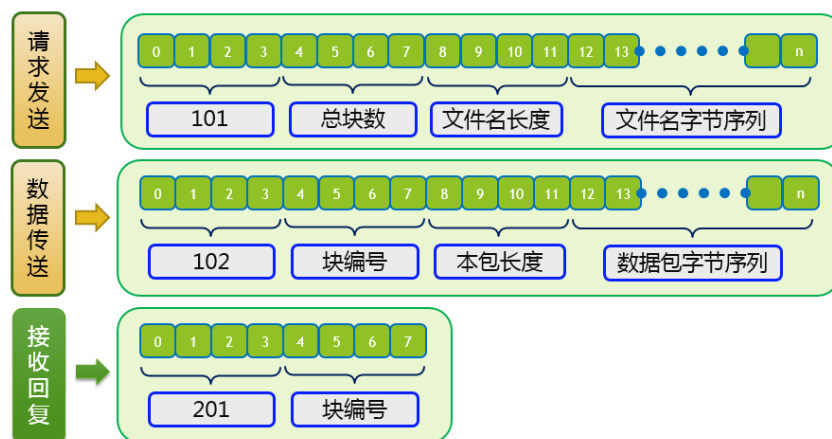 请求发送
0 1 2 3 4 5 6 7 8 9 10 11 12 13 n
101 总块数 文件名长度 文件名字节序列
数据传送
0 1 2 3 4 5 6 7 8 9 10 11 12 13 n
102 块编号 本包长度 数据包字节序列
接收回复
0 1 2 3 4 5 6 7
201 块编号